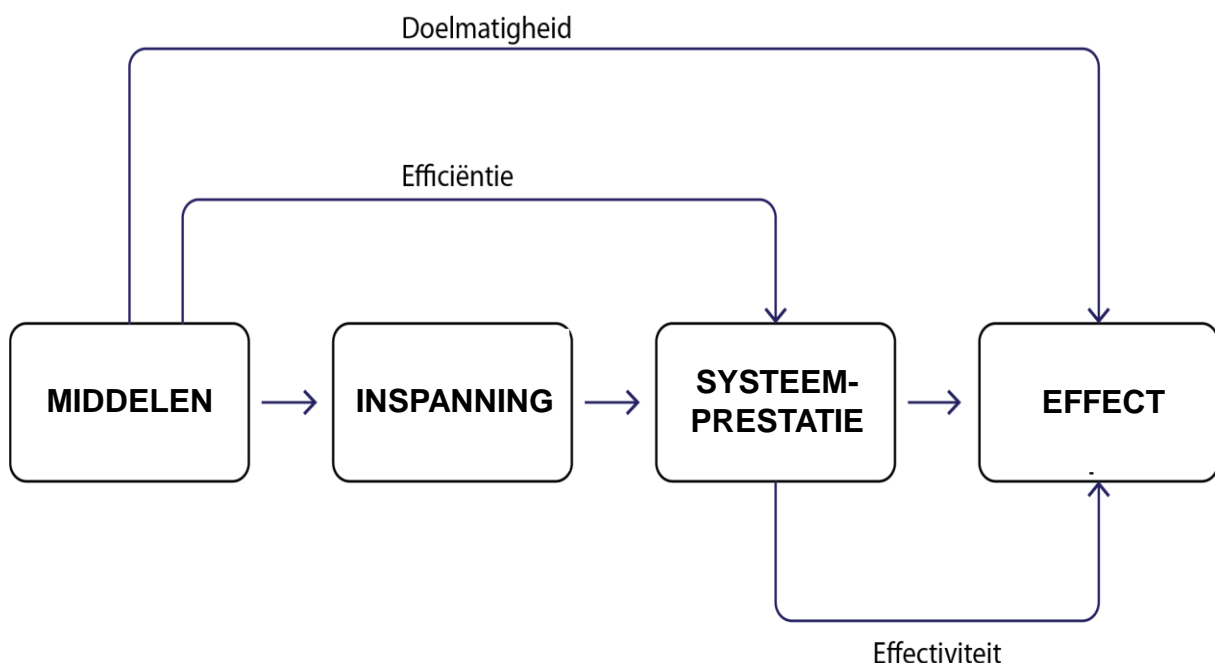 Doelmatigheid
Efficiëntie
MIDDELEN
INSPANNING
SYSTEEM-
PRESTATIE
EFFECT
Effectiviteit